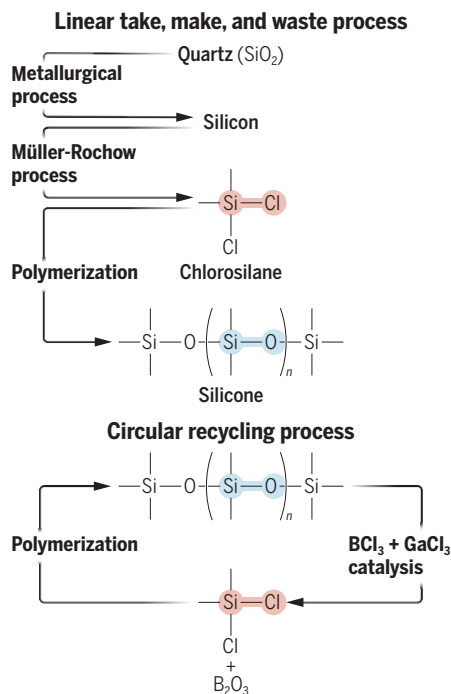 Linear take, make, and waste process
Quartz (SiO₂)
Metallurgical
process
Silicon
Müller-Rochow
process
Si Cl
Cl
Polymerization
Chlorosilane
Si O ( Si O )n Si
Silicone
Circular recycling process
Si O ( Si O )n Si
Polymerization
BCl₃ + GaCl₃
catalysis
Si Cl
Cl
+
B₂O₃